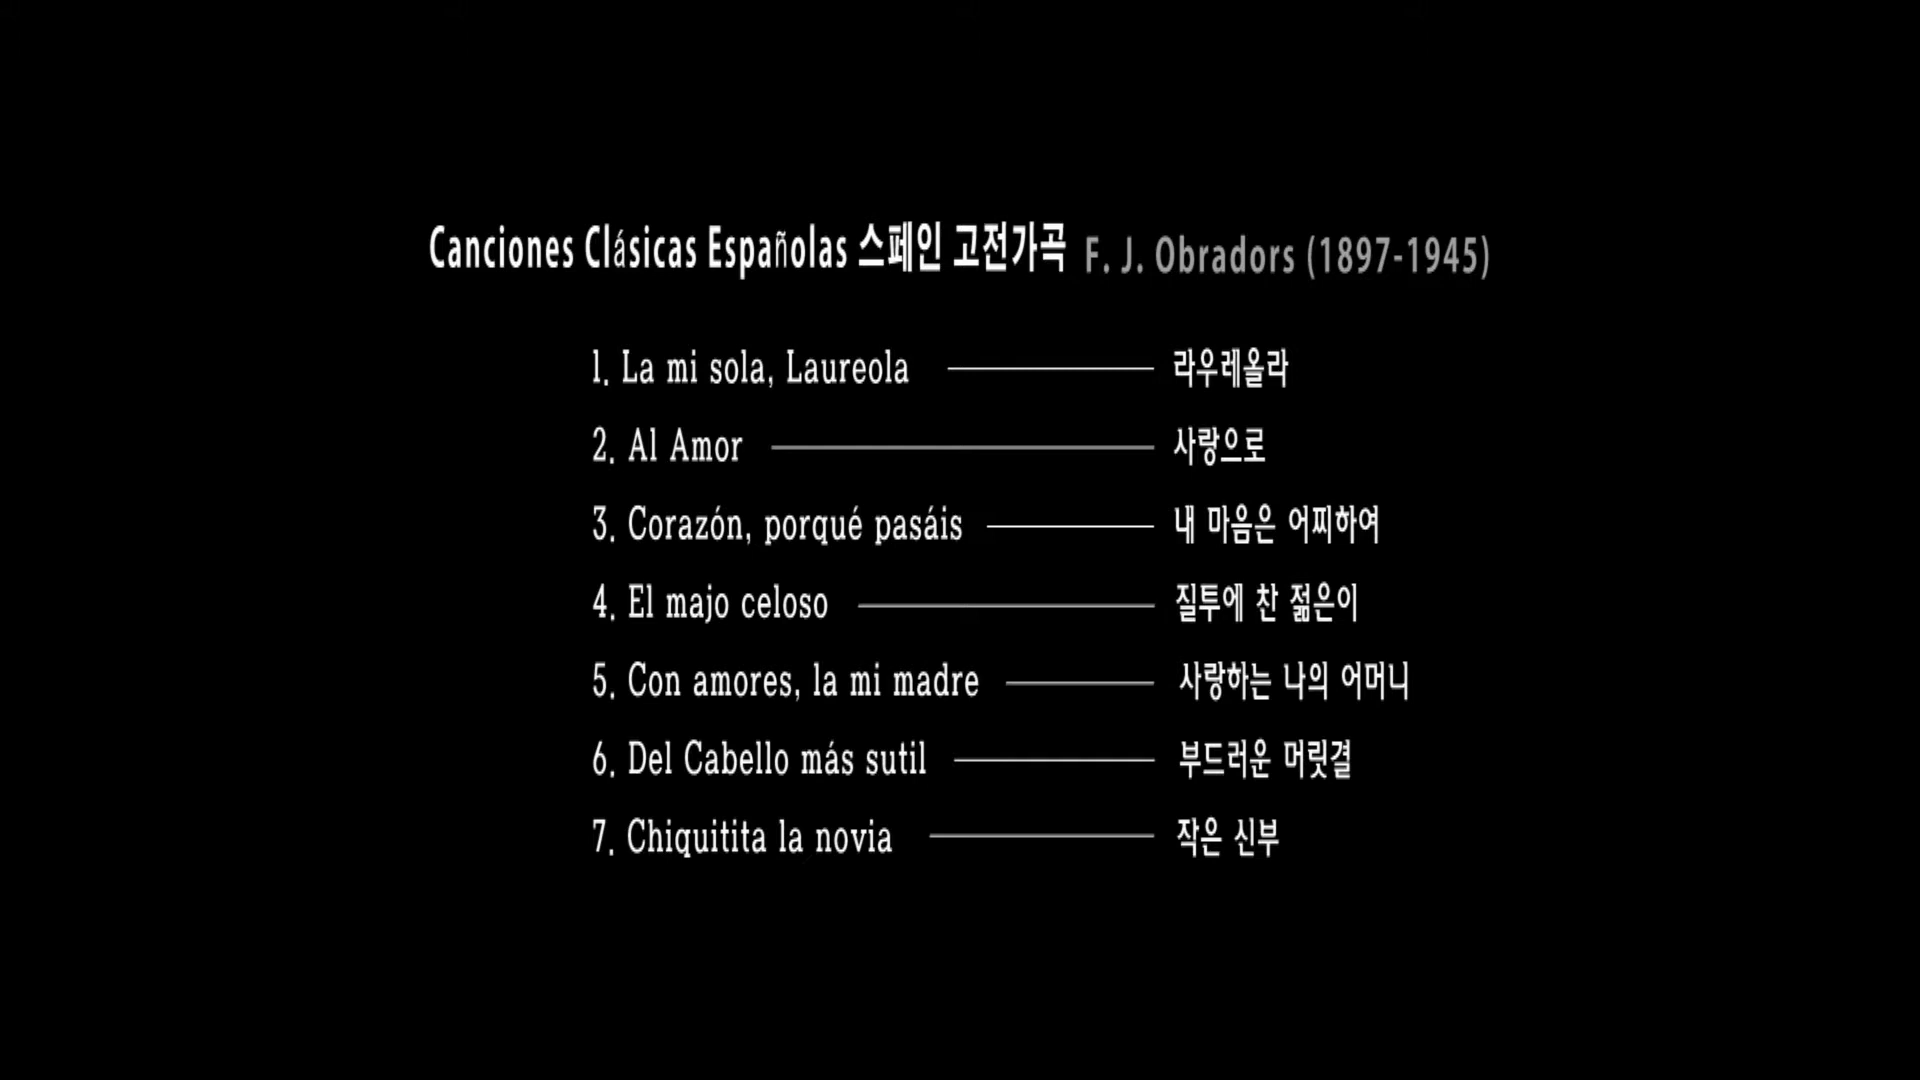 Canciones Clásicas Españolas 스페인 고전가곡 F. J. Obradors (1897-1945)
1. La mi sola, Laureola 라우레올라
2. Al Amor 사랑으로
3. Corazón, porqué pasáis 내 마음은 어찌하여
4. El majo celoso 질투에 찬 젊은이
5. Con amores, la mi madre 사랑하는 나의 어머니
6. Del Cabello más sutil 부드러운 머릿결
7. Chiquitita la novia 작은 신부